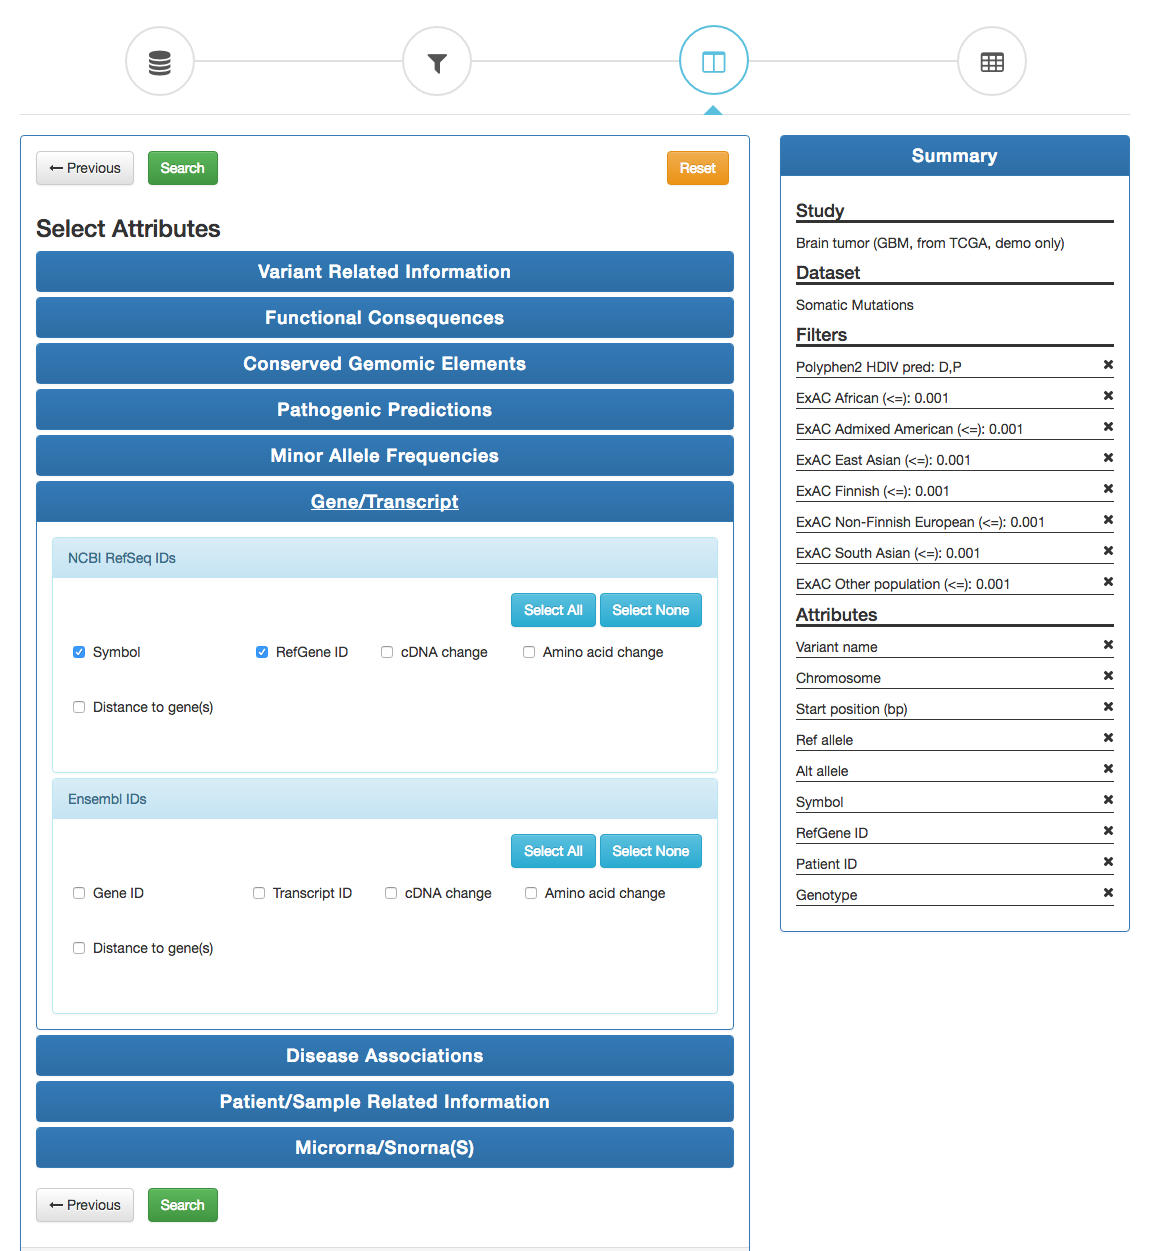 ← Previous
Search
Reset
Select Attributes
Variant Related Information
Functional Consequences
Conserved Gemomic Elements
Pathogenic Predictions
Minor Allele Frequencies
Gene/Transcript
NCBI RefSeq IDs
Select All
Select None
Symbol
RefGene ID
cDNA change
Amino acid change
Distance to gene(s)
Ensembl IDs
Select All
Select None
Gene ID
Transcript ID
cDNA change
Amino acid change
Distance to gene(s)
Disease Associations
Patient/Sample Related Information
Microrna/Snorna(S)
← Previous
Search
Summary
Study
Brain tumor (GBM, from TCGA, demo only)
Dataset
Somatic Mutations
Filters
Polyphen2 HDIV pred: D,P
ExAC African (<=): 0.001
ExAC Admixed American (<=): 0.001
ExAC East Asian (<=): 0.001
ExAC Finnish (<=): 0.001
ExAC Non-Finnish European (<=): 0.001
ExAC South Asian (<=): 0.001
ExAC Other population (<=): 0.001
Attributes
Variant name
Chromosome
Start position (bp)
Ref allele
Alt allele
Symbol
RefGene ID
Patient ID
Genotype